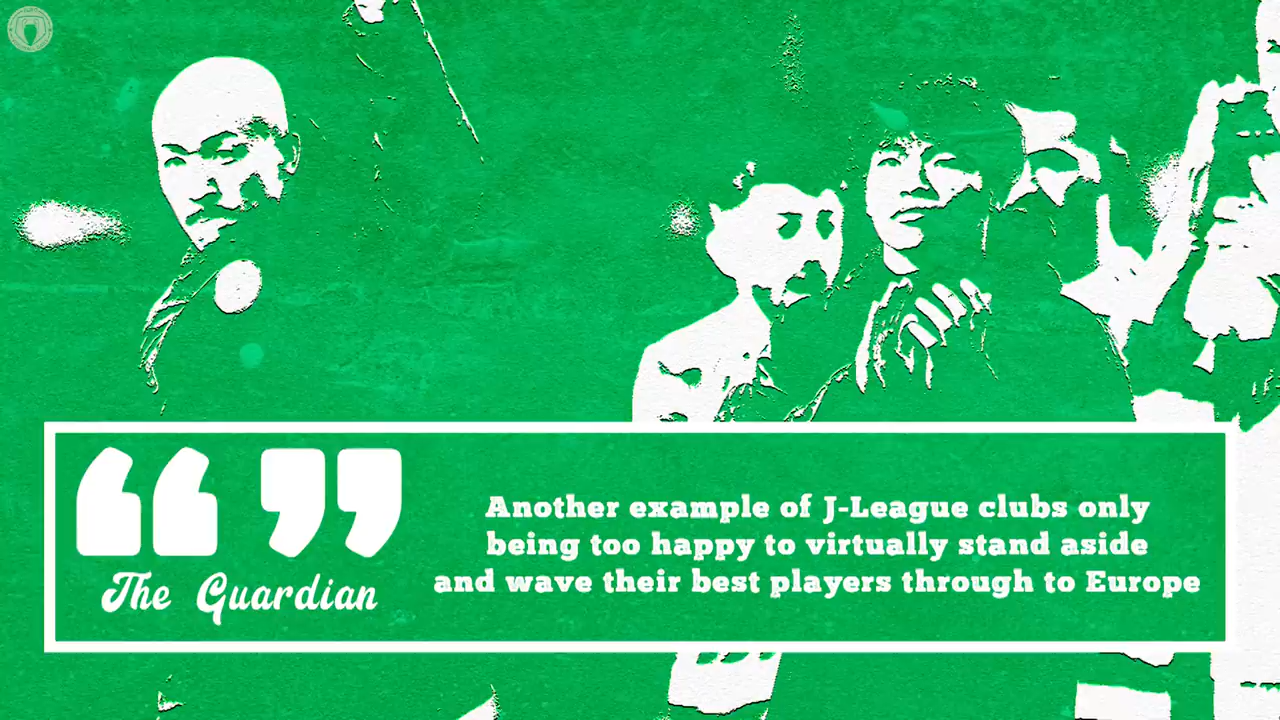 The Guardian
Another example of J-League clubs only
being too happy to virtually stand aside
and wave their best players through to Europe